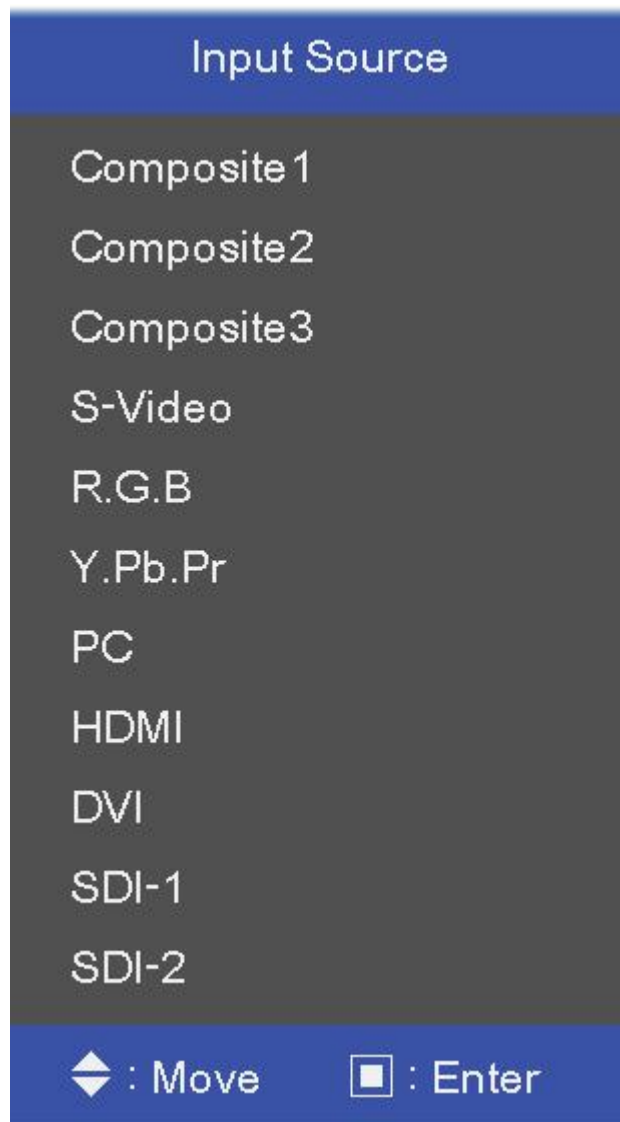 Input Source
Composite1
Composite2
Composite3
S-Video
R.G.B
Y.Pb.Pr
PC
HDMI
DVI
SDI-1
SDI-2
: Move : Enter